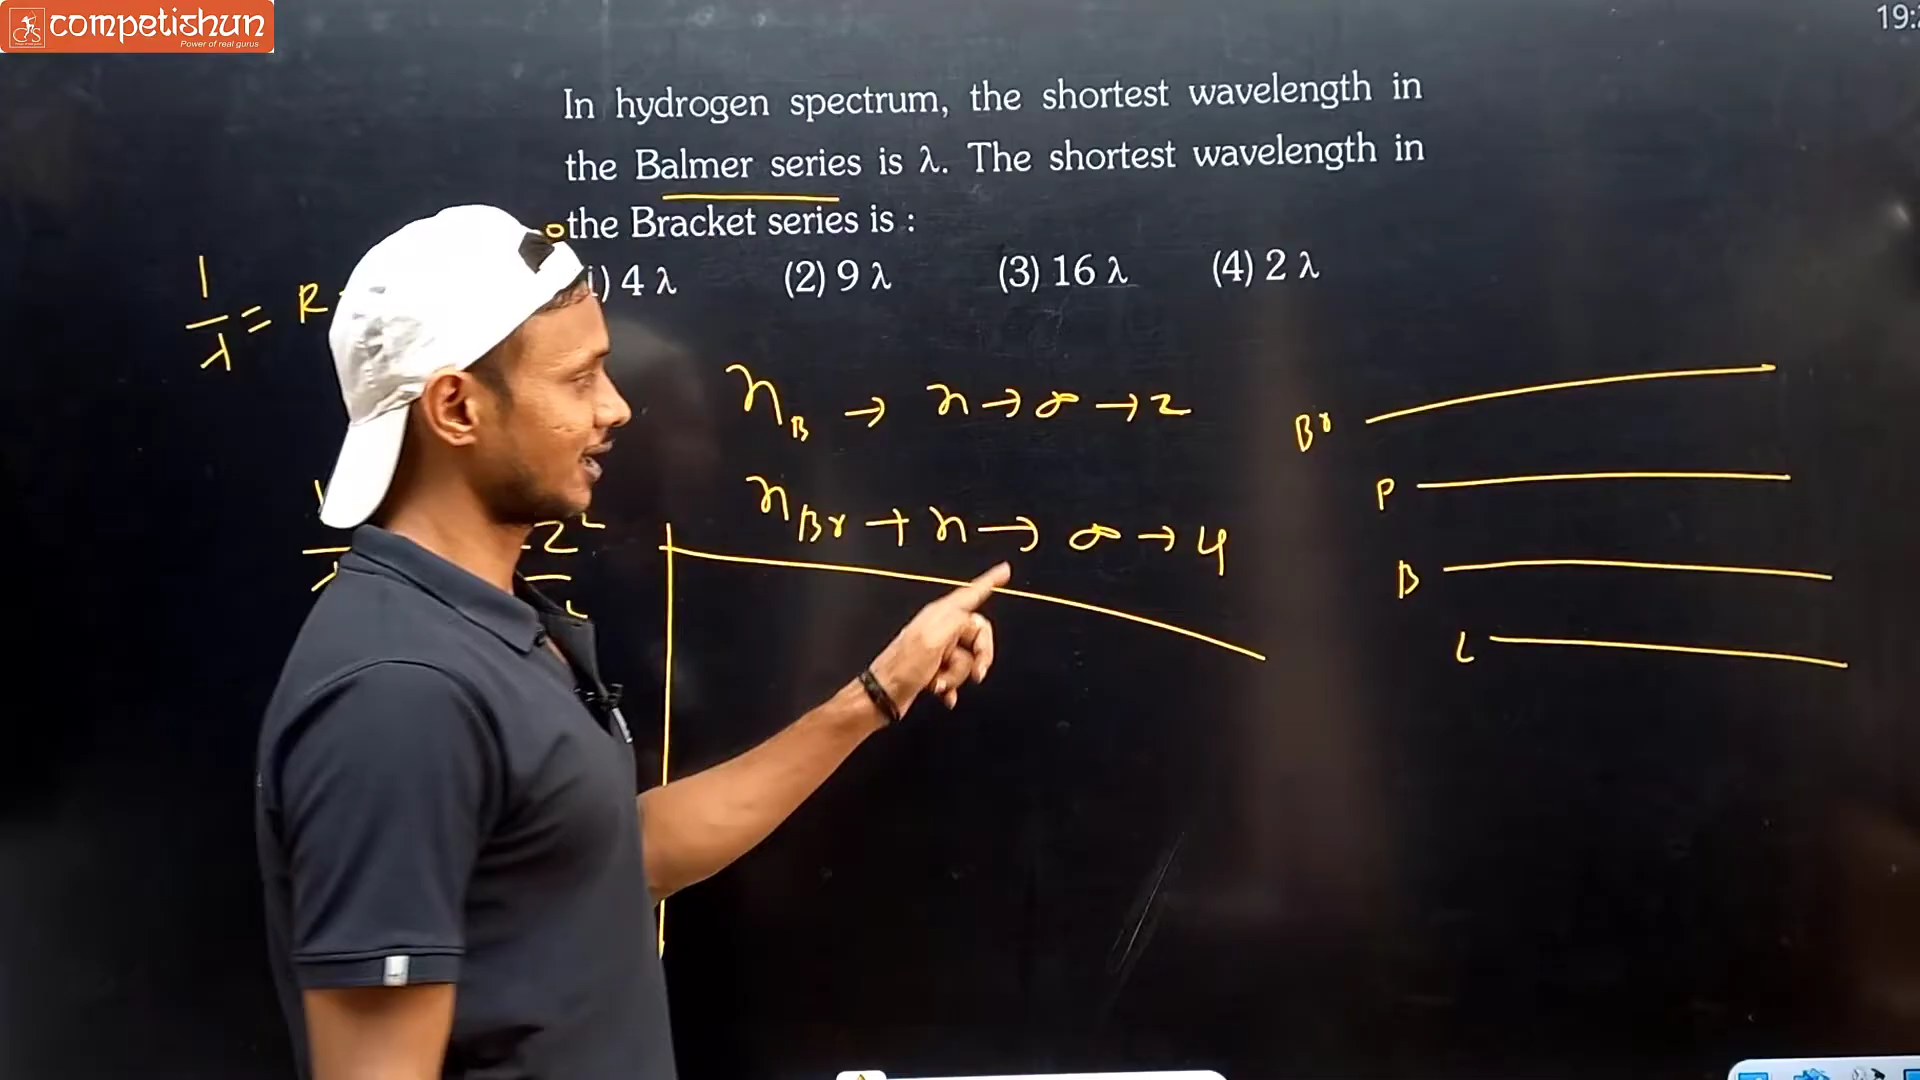 competishun
Power of real gurus
19:
In hydrogen spectrum, the shortest wavelength in
the Balmer series is λ. The shortest wavelength in
the Bracket series is :
) 4 λ (2) 9 λ (3) 16 λ (4) 2 λ
1/λ = R
n_B → n → ∞ → 2
n_Br → n → ∞ → 4
Br
P
B
L